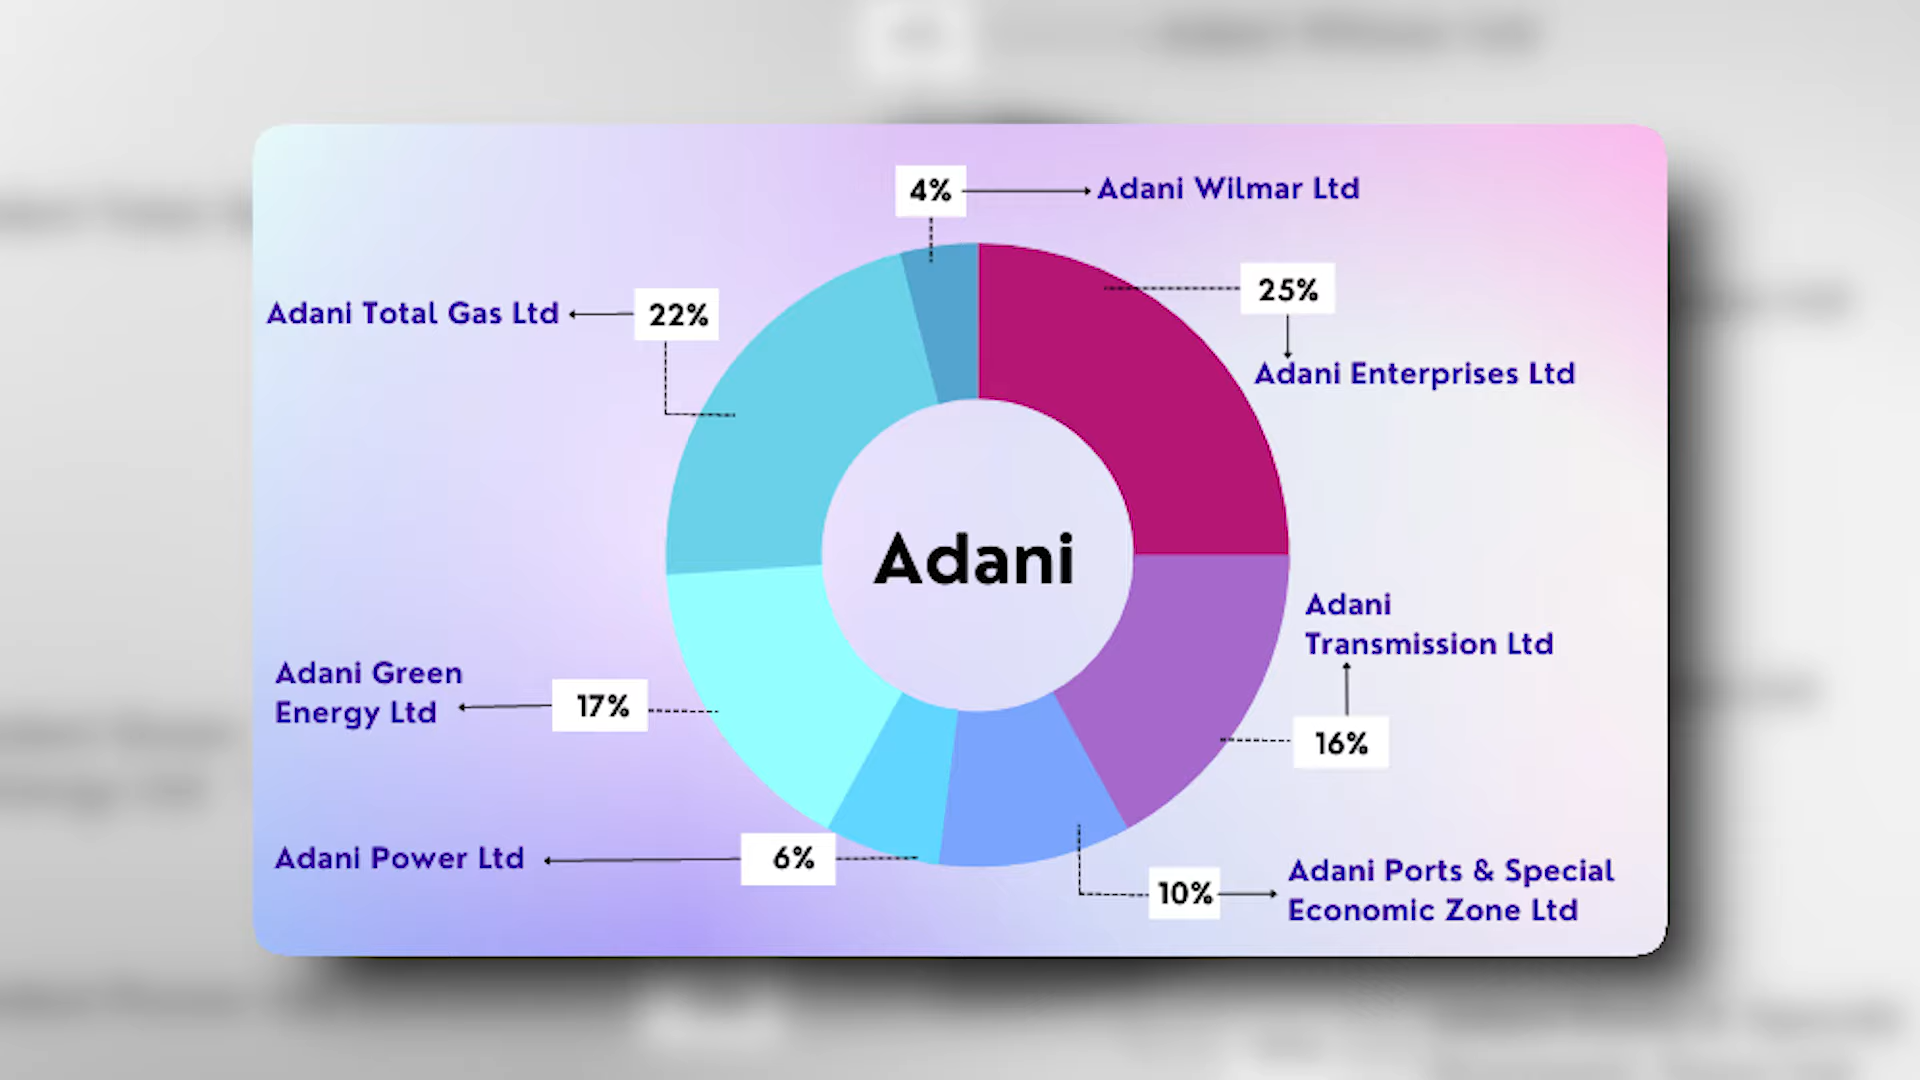 4%
Adani Wilmar Ltd
25%
Adani Enterprises Ltd
Adani Total Gas Ltd
22%
Adani
Adani
Transmission Ltd
16%
Adani Green
Energy Ltd
17%
Adani Power Ltd
6%
10%
Adani Ports & Special
Economic Zone Ltd